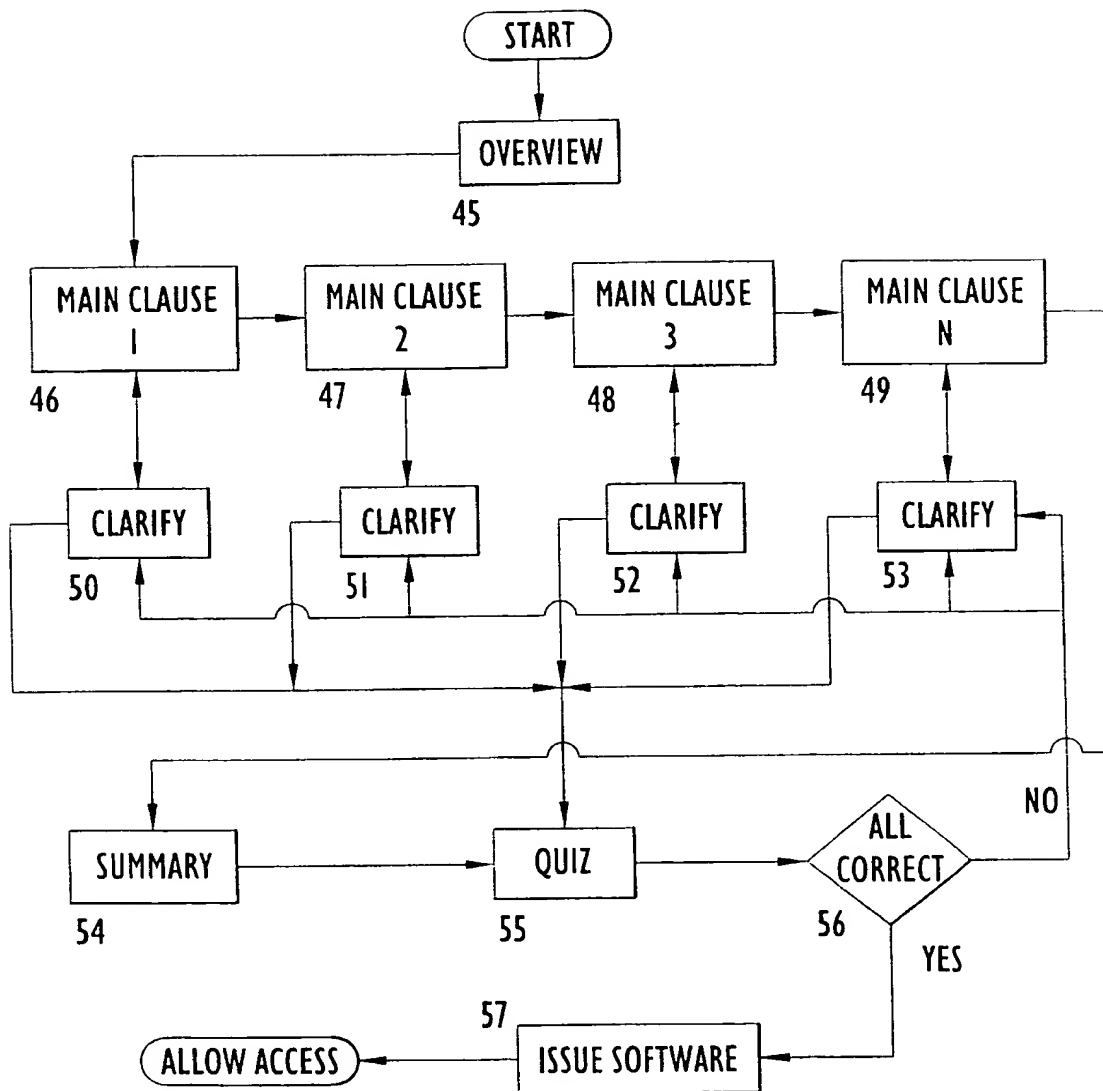 START
OVERVIEW
45
MAIN CLAUSE
1
46
MAIN CLAUSE
2
47
MAIN CLAUSE
3
48
MAIN CLAUSE
N
49
CLARIFY
50
CLARIFY
51
CLARIFY
52
CLARIFY
53
SUMMARY
54
QUIZ
55
ALL
CORRECT
56
NO
YES
57
ISSUE SOFTWARE
ALLOW ACCESS